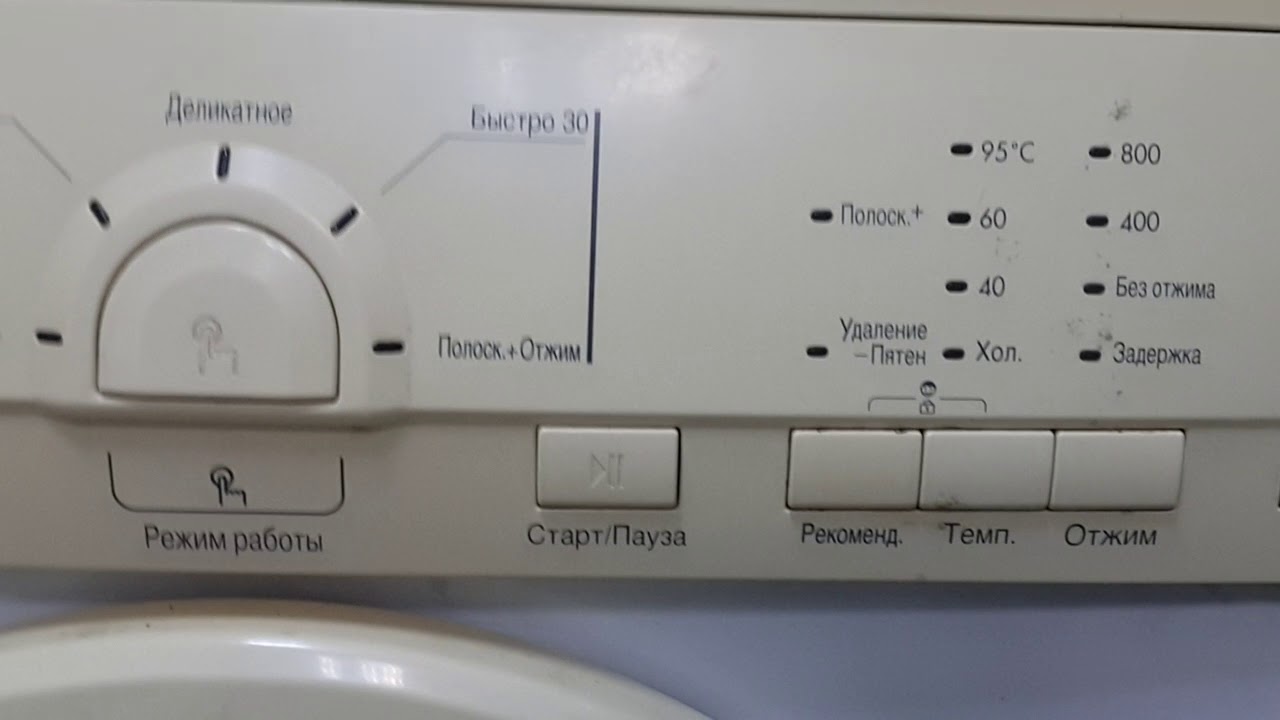 Деликатное
Быстро 30
Полоск.+Отжим
Режим работы
Старт/Пауза
Полоск.+
Удаление
–Пятен
95°C
60
40
Хол.
800
400
Без отжима
Задержка
Рекоменд.
Темп.
Отжим